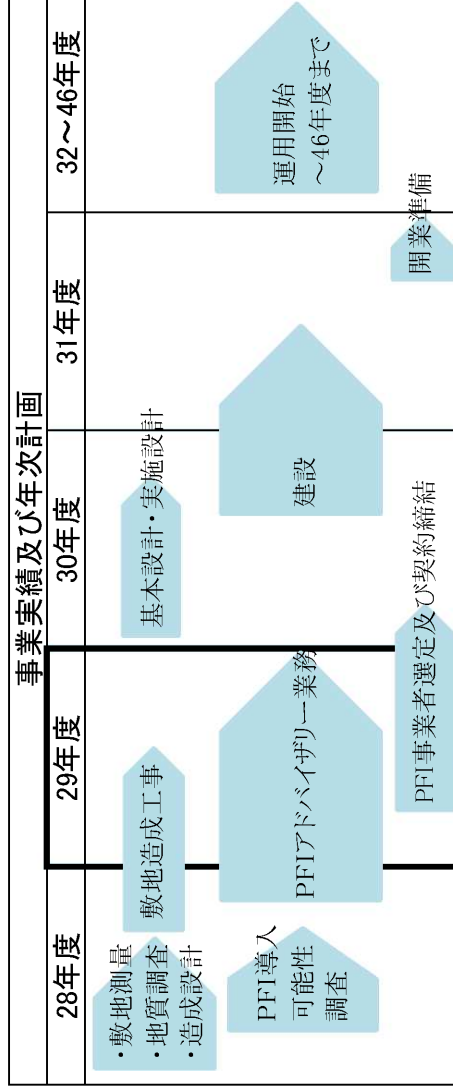 事業実績及び年次計画
28年度
29年度
30年度
31年度
32～46年度
・敷地測量
・地質調査
・造成設計
敷地造成工事
基本設計・実施設計
PFI導入
可能性
調査
PFIアドバイザリー業務
建設
運用開始
～46年度まで
PFI事業者選定及び契約締結
開業準備